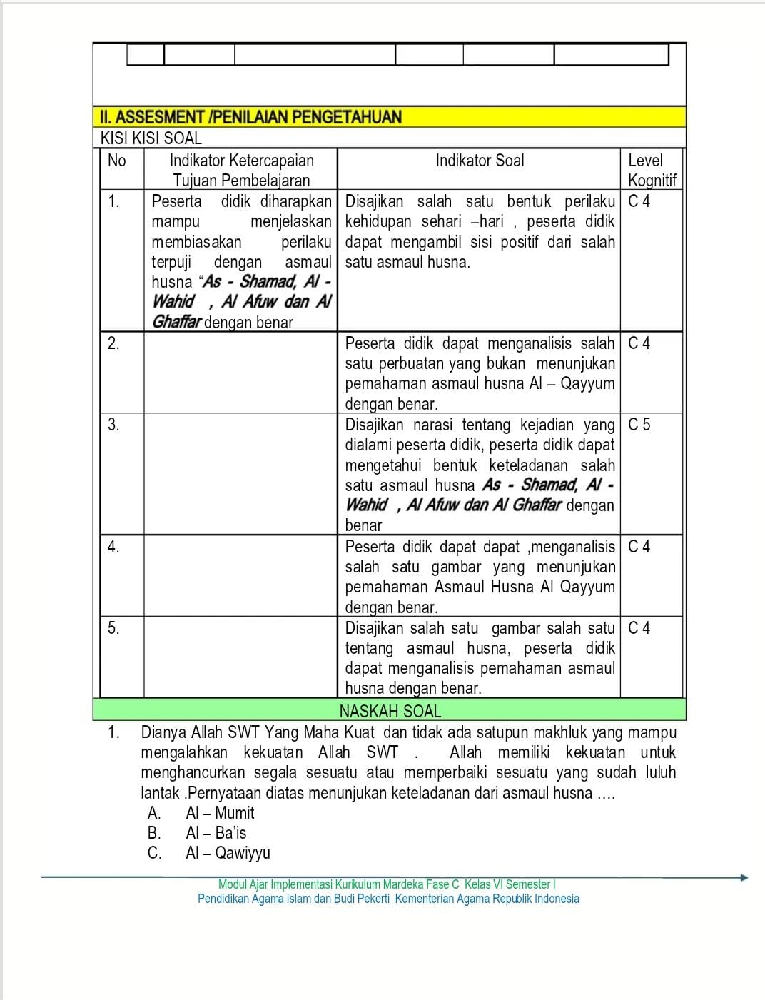 II. ASSESMENT /PENILAIAN PENGETAHUAN
KISI KISI SOAL
No
Indikator Ketercapaian
Tujuan Pembelajaran
Indikator Soal
Level
Kognitif
1.
Peserta didik diharapkan
mampu menjelaskan
membiasakan perilaku
terpuji dengan asmaul
husna “As - Shamad, Al -
Wahid , Al Afuw dan Al
Ghaffar dengan benar
Disajikan salah satu bentuk perilaku
kehidupan sehari –hari , peserta didik
dapat mengambil sisi positif dari salah
satu asmaul husna.
C 4
2.
Peserta didik dapat menganalisis salah
satu perbuatan yang bukan menunjukan
pemahaman asmaul husna Al – Qayyum
dengan benar.
C 4
3.
Disajikan narasi tentang kejadian yang
dialami peserta didik, peserta didik dapat
mengetahui bentuk keteladanan salah
satu asmaul husna As - Shamad, Al -
Wahid , Al Afuw dan Al Ghaffar dengan
benar
C 5
4.
Peserta didik dapat dapat ,menganalisis
salah satu gambar yang menunjukan
pemahaman Asmaul Husna Al Qayyum
dengan benar.
C 4
5.
Disajikan salah satu gambar salah satu
tentang asmaul husna, peserta didik
dapat menganalisis pemahaman asmaul
husna dengan benar.
C 4
NASKAH SOAL
1. Dianya Allah SWT Yang Maha Kuat dan tidak ada satupun makhluk yang mampu
mengalahkan kekuatan Allah SWT . Allah memiliki kekuatan untuk
menghancurkan segala sesuatu atau memperbaiki sesuatu yang sudah luluh
lantak .Pernyataan diatas menunjukan keteladanan dari asmaul husna ….
A. Al – Mumit
B. Al – Ba’is
C. Al – Qawiyyu
Modul Ajar Implementasi Kurikulum Mardeka Fase C Kelas VI Semester I
Pendidikan Agama Islam dan Budi Pekerti Kementerian Agama Republik Indonesia